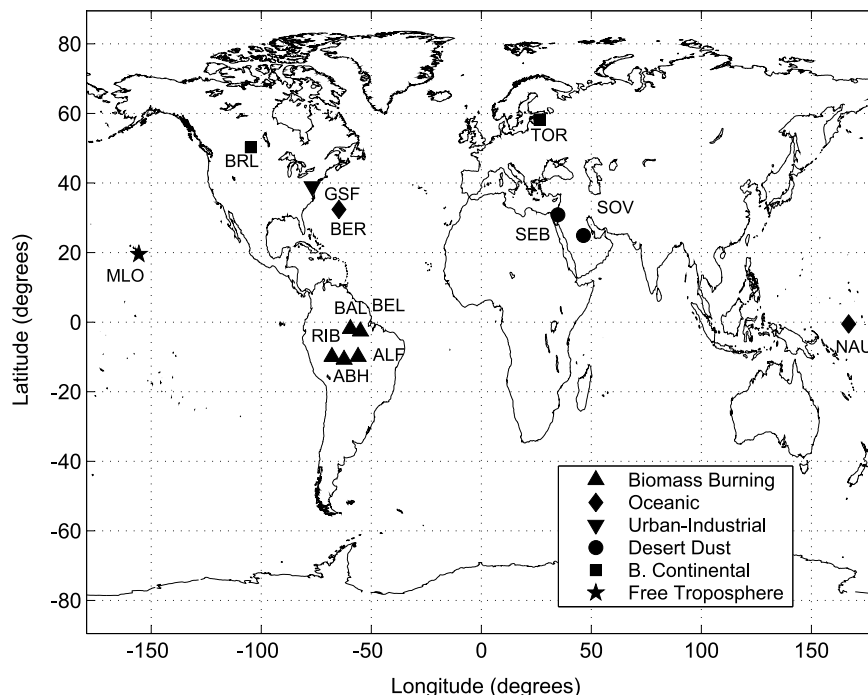 80
60
40
20
0
-20
-40
-60
-80
Latitude (degrees)
-150
-100
-50
0
50
100
150
Longitude (degrees)
TOR
BRL
GSF
BER
SOV
SEB
MLO
BAL
BEL
RIB
ALF
ABH
NAU
Biomass Burning
Oceanic
Urban-Industrial
Desert Dust
B. Continental
Free Troposphere